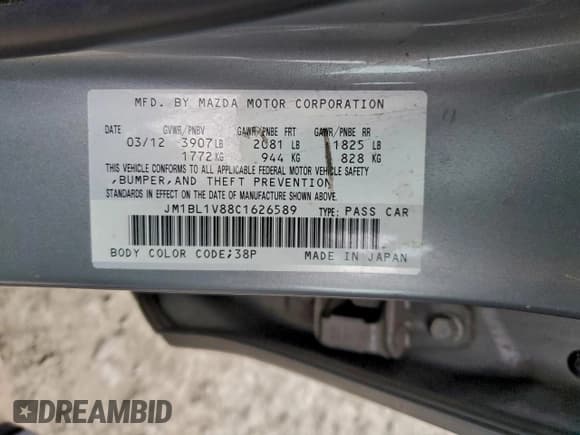 MFD. BY MAZDA MOTOR CORPORATION
DATE GVWR/PNBV GAWR/PNBE FRT GAWR/PNBE RR
03/12 3907LB 2081 LB 1825 LB
1772KG 944 KG 828 KG
THIS VEHICLE CONFORMS TO ALL APPLICABLE FEDERAL MOTOR VEHICLE SAFETY
,BUMPER,AND THEFT PREVENTION
STANDARDS IN EFFECT ON THE DATE OF MANUFACTURE SHOWN ABOVE.
JM1BL1V88C1626589 TYPE: PASS CAR
BODY COLOR CODE;38P MADE IN JAPAN
DREAMBID